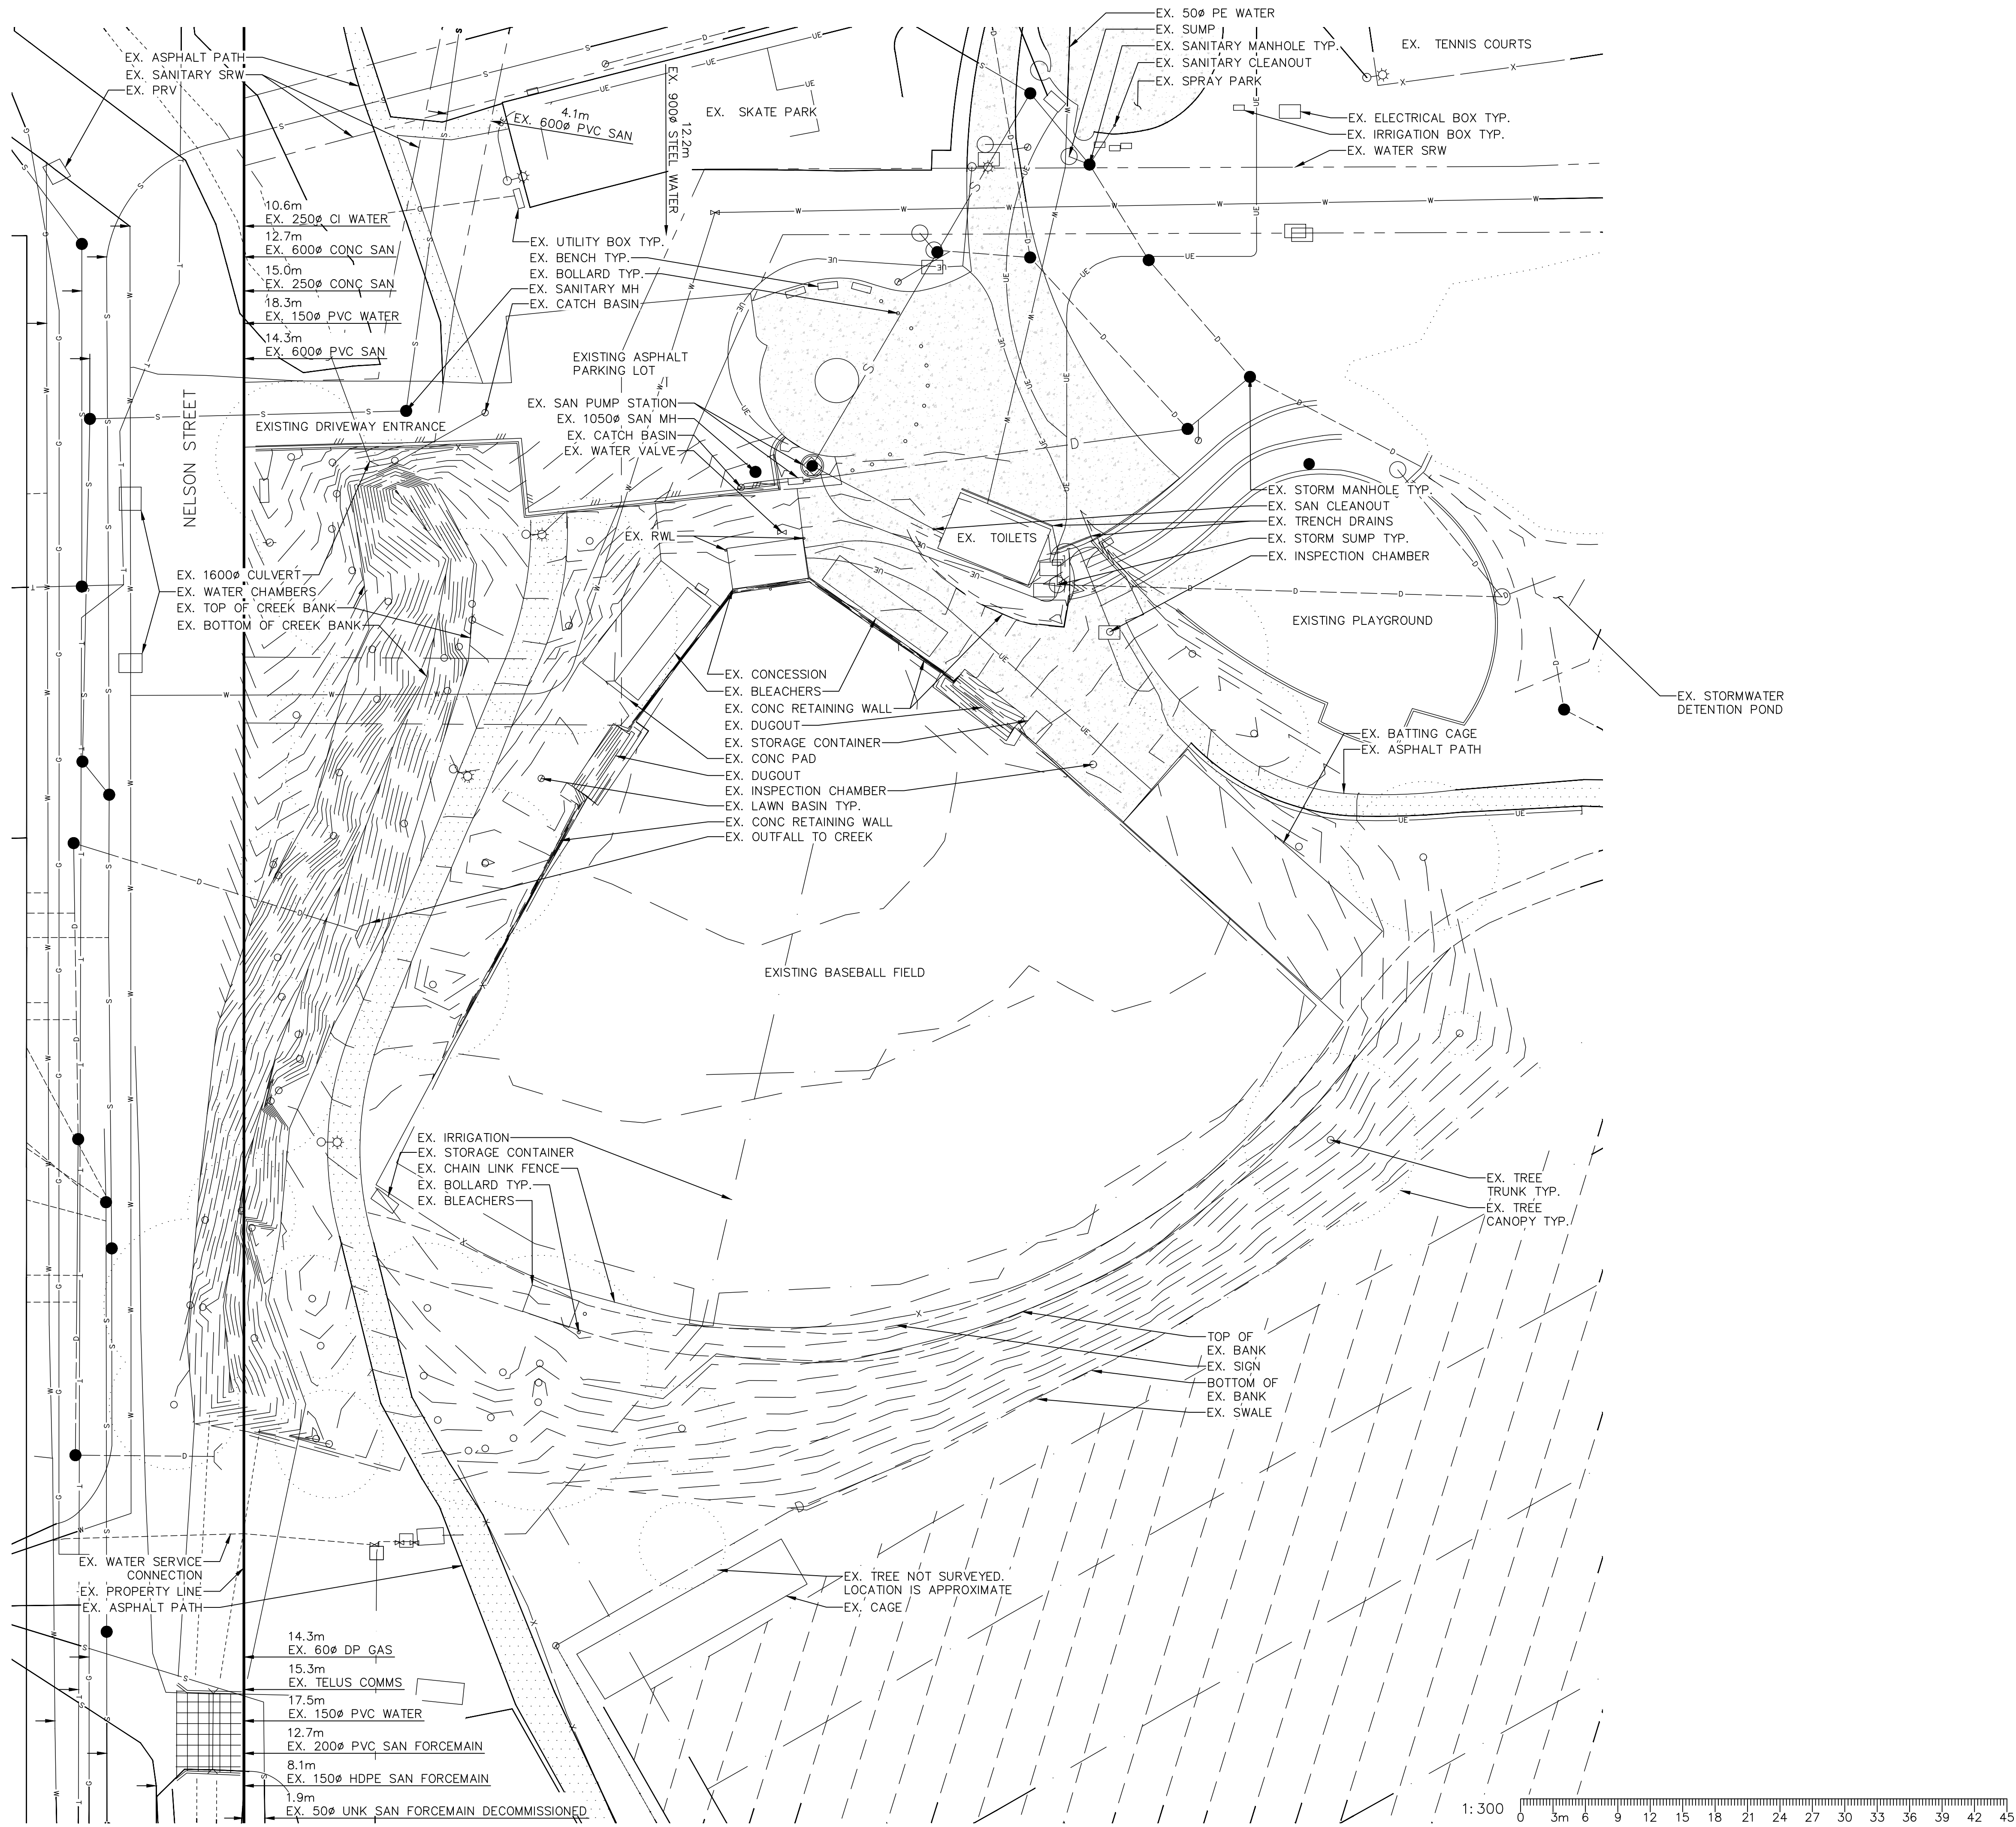 EX. ASPHALT PATH
EX. SANITARY SRW
EX. PRV
4.1m
EX. 600ø PVC SAN
12.2m
EX. 900ø STEEL WATER
EX. SKATE PARK
EX. 50ø PE WATER
EX. SUMP
EX. SANITARY MANHOLE TYP.
EX. SANITARY CLEANOUT
EX. SPRAY PARK
EX. TENNIS COURTS
EX. ELECTRICAL BOX TYP.
EX. IRRIGATION BOX TYP.
EX. WATER SRW
10.6m
EX. 250ø CI WATER
12.7m
EX. 600ø CONC SAN
15.0m
EX. 250ø CONC SAN
18.3m
EX. 150ø PVC WATER
14.3m
EX. 600ø PVC SAN
EX. UTILITY BOX TYP.
EX. BENCH TYP.
EX. BOLLARD TYP.
EX. SANITARY MH
EX. CATCH BASIN
EXISTING ASPHALT
PARKING LOT
NELSON STREET
EXISTING DRIVEWAY ENTRANCE
EX. SAN PUMP STATION
EX. 1050ø SAN MH
EX. CATCH BASIN
EX. WATER VALVE
EX. RWL
EX. TOILETS
EX. STORM MANHOLE TYP.
EX. SAN CLEANOUT
EX. TRENCH DRAINS
EX. STORM SUMP TYP.
EX. INSPECTION CHAMBER
EX. 1600ø CULVERT
EX. WATER CHAMBERS
EX. TOP OF CREEK BANK
EX. BOTTOM OF CREEK BANK
EXISTING PLAYGROUND
EX. CONCESSION
EX. BLEACHERS
EX. CONC RETAINING WALL
EX. DUGOUT
EX. STORAGE CONTAINER
EX. CONC PAD
EX. DUGOUT
EX. INSPECTION CHAMBER
EX. LAWN BASIN TYP.
EX. CONC RETAINING WALL
EX. OUTFALL TO CREEK
EX. STORMWATER
DETENTION POND
EX. BATTING CAGE
EX. ASPHALT PATH
EXISTING BASEBALL FIELD
EX. IRRIGATION
EX. STORAGE CONTAINER
EX. CHAIN LINK FENCE
EX. BOLLARD TYP.
EX. BLEACHERS
EX. TREE
TRUNK TYP.
EX. TREE
CANOPY TYP.
TOP OF
EX. BANK
EX. SIGN
BOTTOM OF
EX. BANK
EX. SWALE
EX. WATER SERVICE
CONNECTION
EX. PROPERTY LINE
EX. ASPHALT PATH
EX. TREE NOT SURVEYED.
LOCATION IS APPROXIMATE
EX. CAGE
14.3m
EX. 60ø DP GAS
15.3m
EX. TELUS COMMS
17.5m
EX. 150ø PVC WATER
12.7m
EX. 200ø PVC SAN FORCEMAIN
8.1m
EX. 150ø HDPE SAN FORCEMAIN
1.9m
EX. 50ø UNK SAN FORCEMAIN DECOMMISSIONED
1:300
0 3m 6 9 12 15 18 21 24 27 30 33 36 39 42 45